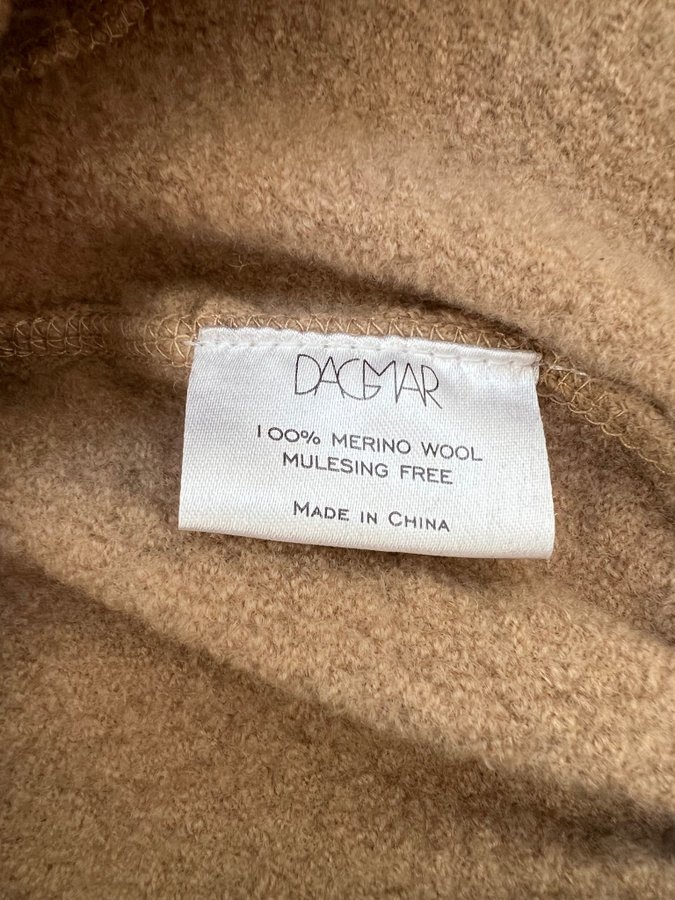 DAGMAR
100% MERINO WOOL
MULESING FREE
MADE IN CHINA